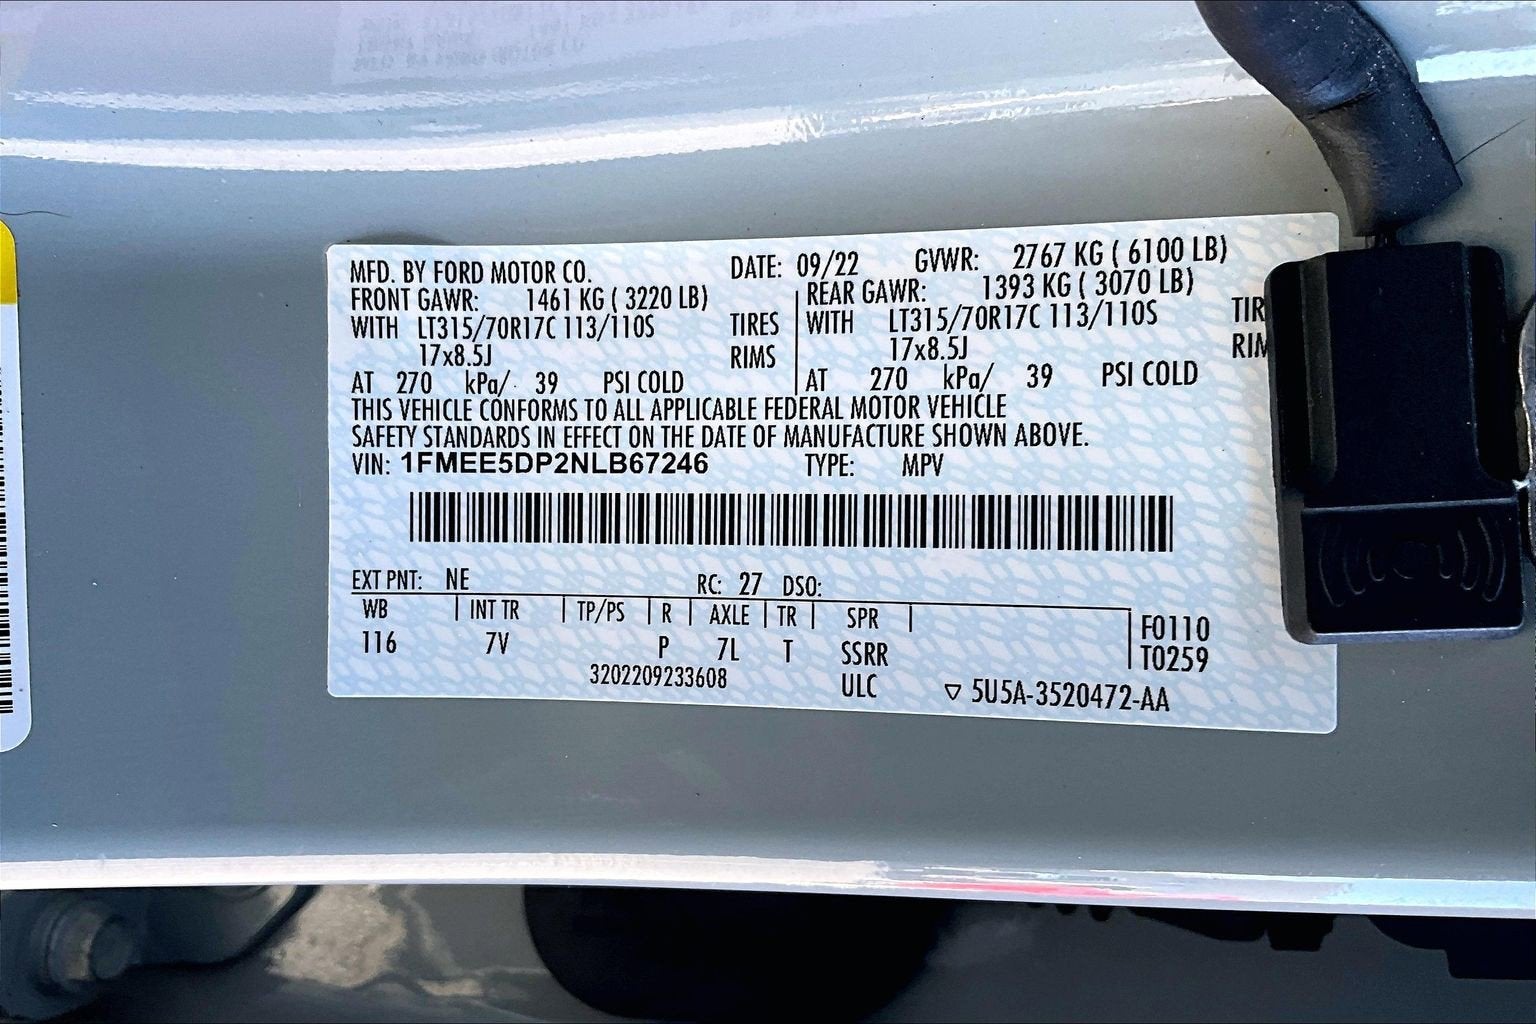 MFD. BY FORD MOTOR CO. DATE: 09/22 GVWR: 2767 KG ( 6100 LB)
FRONT GAWR: 1461 KG ( 3220 LB) REAR GAWR: 1393 KG ( 3070 LB)
WITH LT315/70R17C 113/110S TIRES WITH LT315/70R17C 113/110S TIR
17x8.5J RIMS 17x8.5J RIM
AT 270 kPa/ 39 PSI COLD AT 270 kPa/ 39 PSI COLD
THIS VEHICLE CONFORMS TO ALL APPLICABLE FEDERAL MOTOR VEHICLE
SAFETY STANDARDS IN EFFECT ON THE DATE OF MANUFACTURE SHOWN ABOVE.
VIN: 1FMEE5DP2NLB67246 TYPE: MPV
EXT PNT: NE RC: 27 DSO:
WB INT TR TP/PS R AXLE TR SPR F0110
116 7V P 7L T SSRR T0259
3202209233608 ULC ▽ 5U5A-3520472-AA